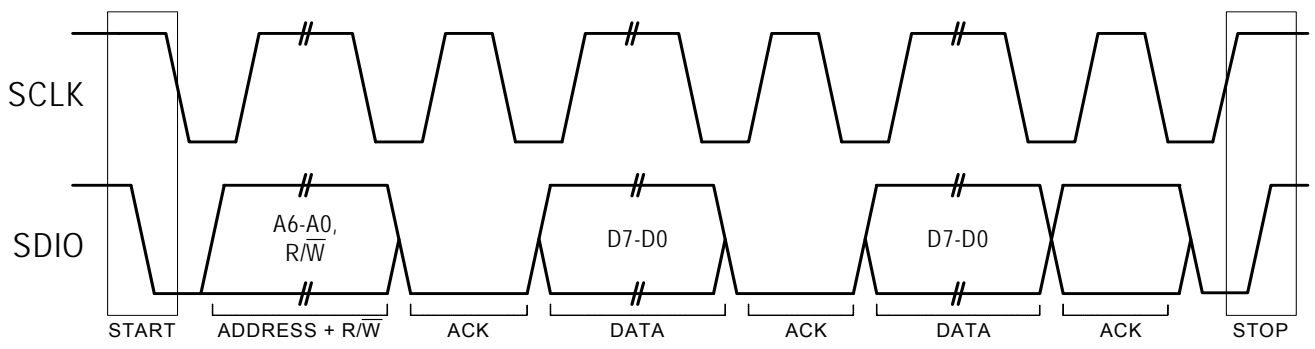 SCLK
SDIO
A6-A0,
R/W̅
D7-D0
D7-D0
START
ADDRESS + R/W̅
ACK
DATA
ACK
DATA
ACK
STOP